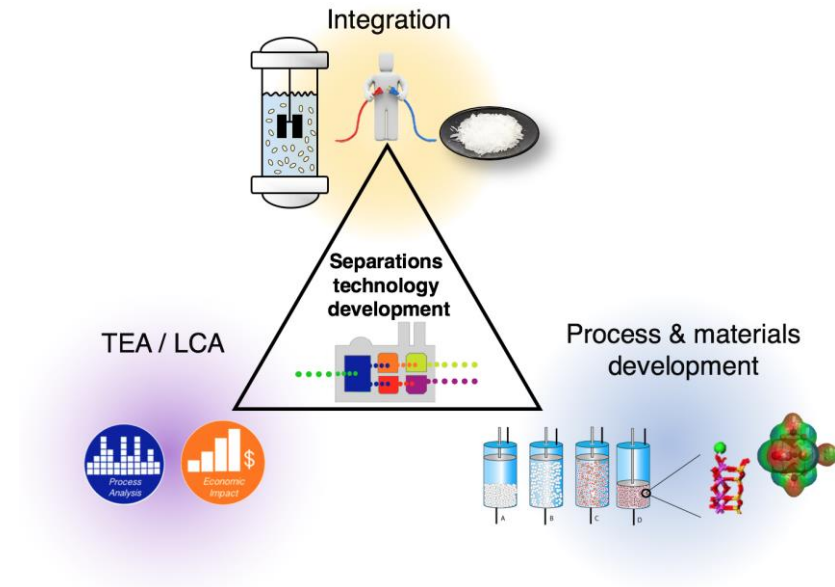 Integration
Separations
technology
development
TEA / LCA
Process & materials
development
Process
Analysis
$
Economic
Impact
A
B
C
D